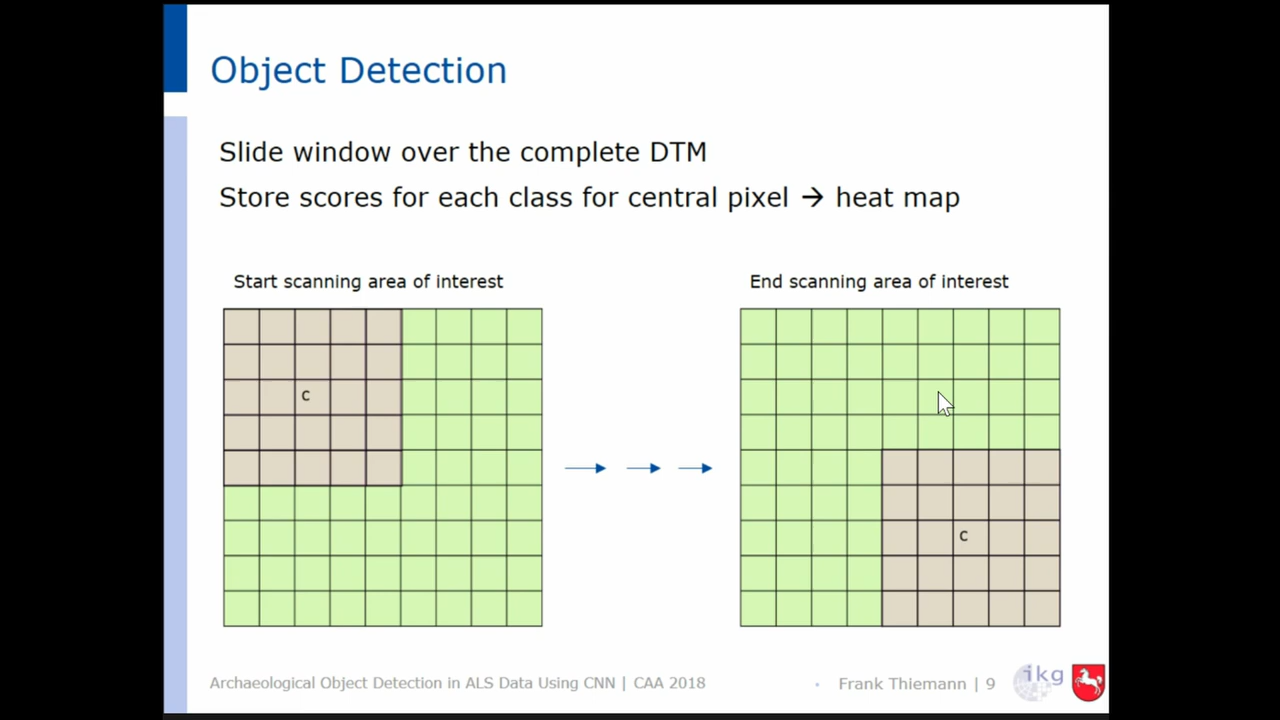 Object Detection
Slide window over the complete DTM
Store scores for each class for central pixel → heat map
Start scanning area of interest
End scanning area of interest
c
c
Archaeological Object Detection in ALS Data Using CNN | CAA 2018
Frank Thiemann | 9
ikg